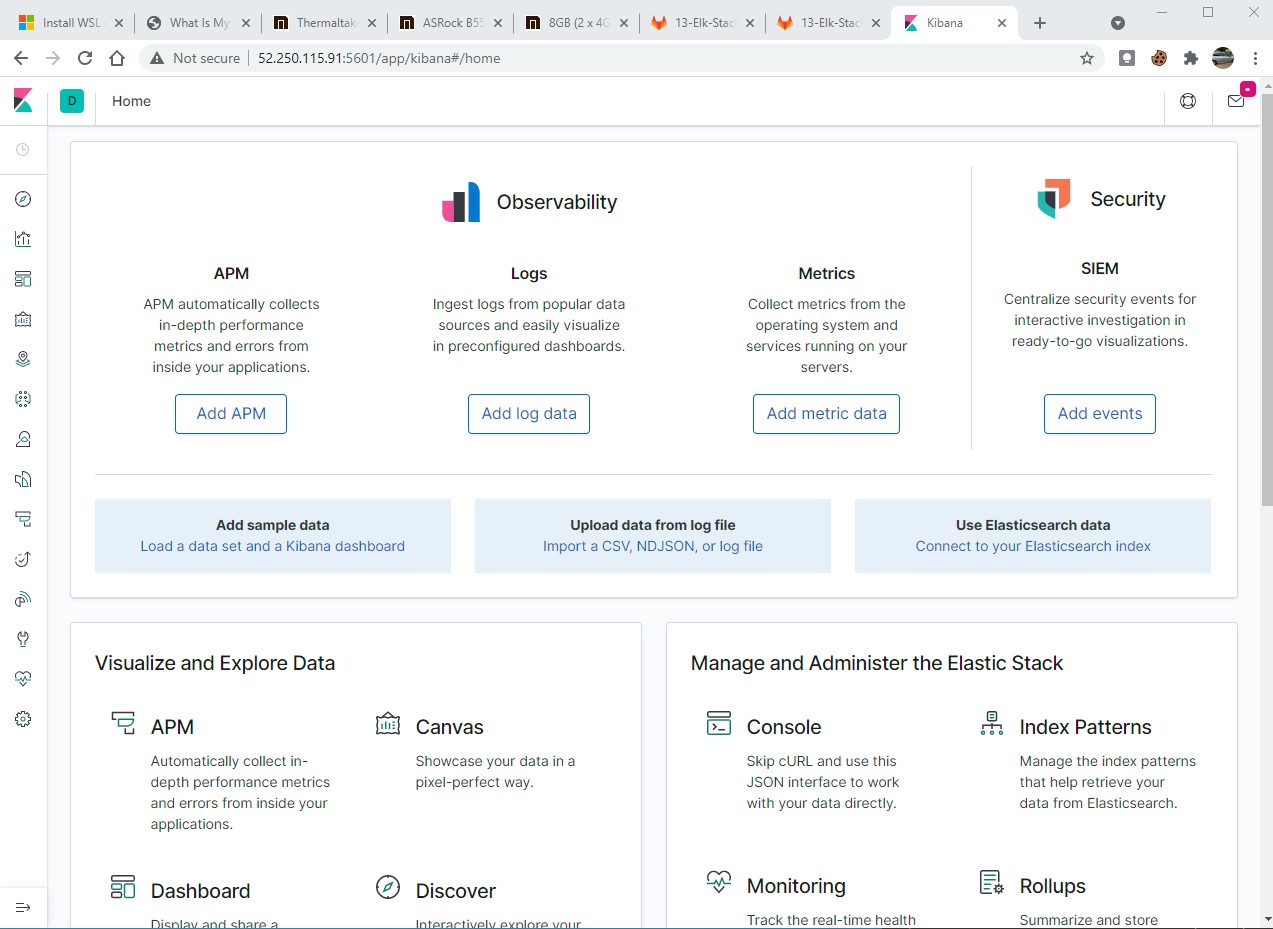 Install WSL
What Is My
Thermaltak
ASRock B55
8GB (2 x 4G
13-Elk-Stac
13-Elk-Stac
Kibana
Not secure
52.250.115.91:5601/app/kibana#/home
D
Home
Observability
Security
APM
APM automatically collects
in-depth performance
metrics and errors from
inside your applications.
Add APM
Logs
Ingest logs from popular data
sources and easily visualize
in preconfigured dashboards.
Add log data
Metrics
Collect metrics from the
operating system and
services running on your
servers.
Add metric data
SIEM
Centralize security events for
interactive investigation in
ready-to-go visualizations.
Add events
Add sample data
Load a data set and a Kibana dashboard
Upload data from log file
Import a CSV, NDJSON, or log file
Use Elasticsearch data
Connect to your Elasticsearch index
Visualize and Explore Data
APM
Automatically collect in-
depth performance metrics
and errors from inside your
applications.
Canvas
Showcase your data in a
pixel-perfect way.
Dashboard
Display and share a
Discover
Interactively explore your
Manage and Administer the Elastic Stack
Console
Skip cURL and use this
JSON interface to work
with your data directly.
Index Patterns
Manage the index patterns
that help retrieve your
data from Elasticsearch.
Monitoring
Track the real-time health
Rollups
Summarize and store